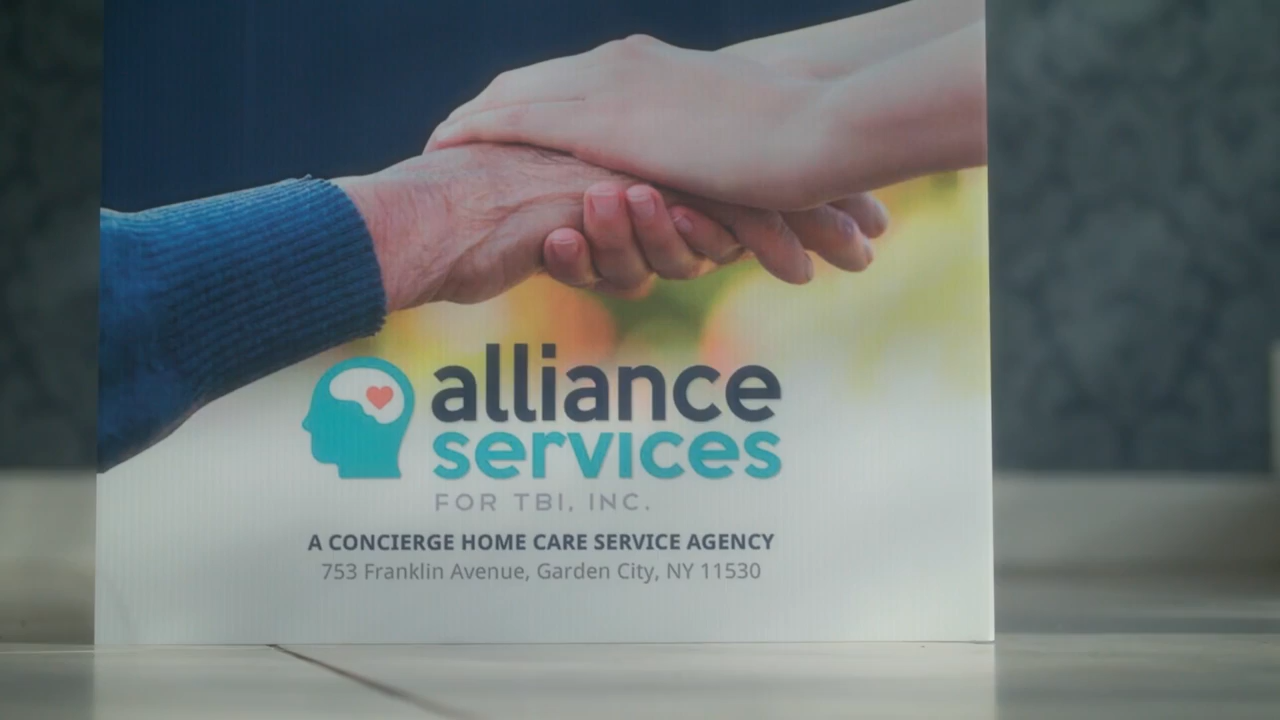 alliance
services
FOR TBI, INC.
A CONCIERGE HOME CARE SERVICE AGENCY
753 Franklin Avenue, Garden City, NY 11530